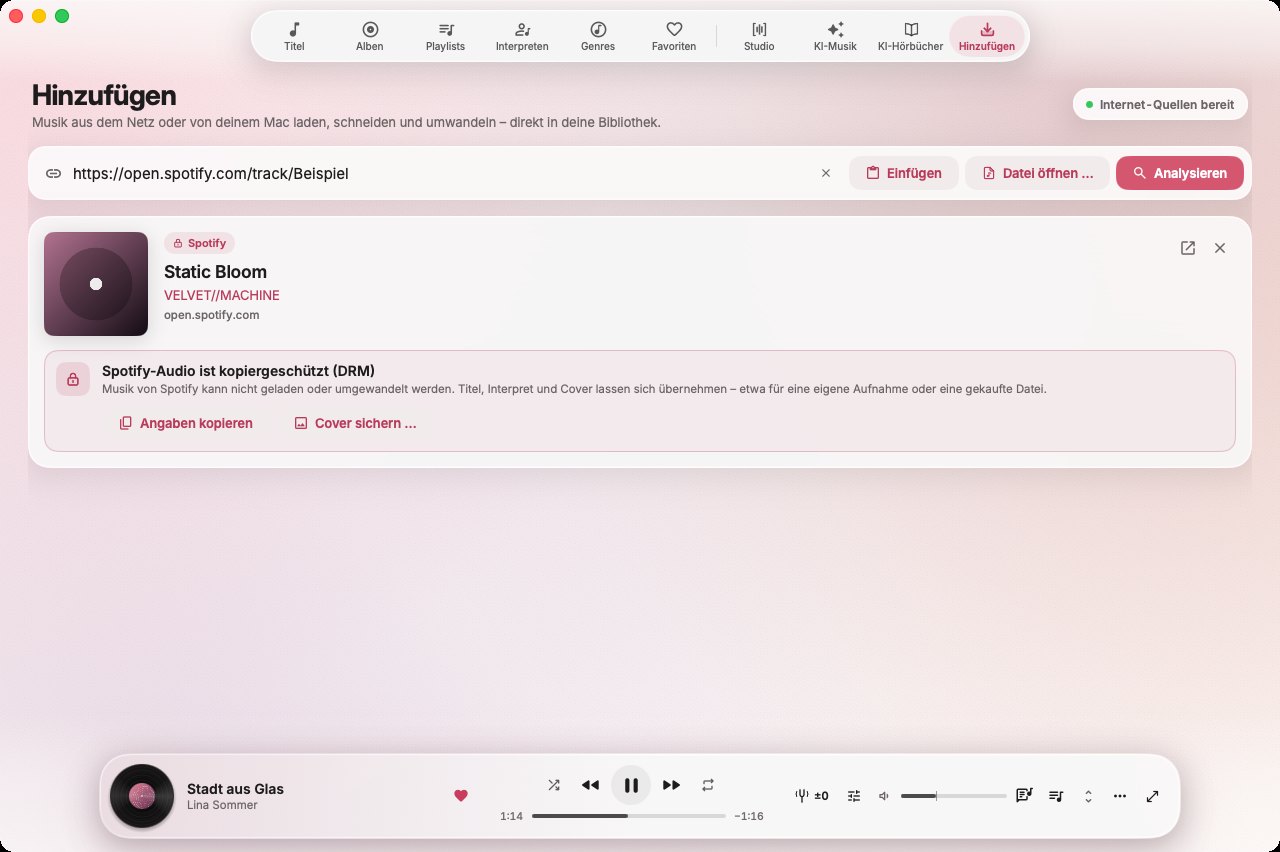 Titel
Alben
Playlists
Interpreten
Genres
Favoriten
Studio
KI-Musik
KI-Hörbücher
Hinzufügen
Hinzufügen
Musik aus dem Netz oder von deinem Mac laden, schneiden und umwandeln – direkt in deine Bibliothek.
Internet-Quellen bereit
https://open.spotify.com/track/Beispiel
Einfügen
Datei öffnen ...
Analysieren
Spotify
Static Bloom
VELVET//MACHINE
open.spotify.com
Spotify-Audio ist kopiergeschützt (DRM)
Musik von Spotify kann nicht geladen oder umgewandelt werden. Titel, Interpret und Cover lassen sich übernehmen – etwa für eine eigene Aufnahme oder eine gekaufte Datei.
Angaben kopieren
Cover sichern ...
Stadt aus Glas
Lina Sommer
1:14
−1:16
±0